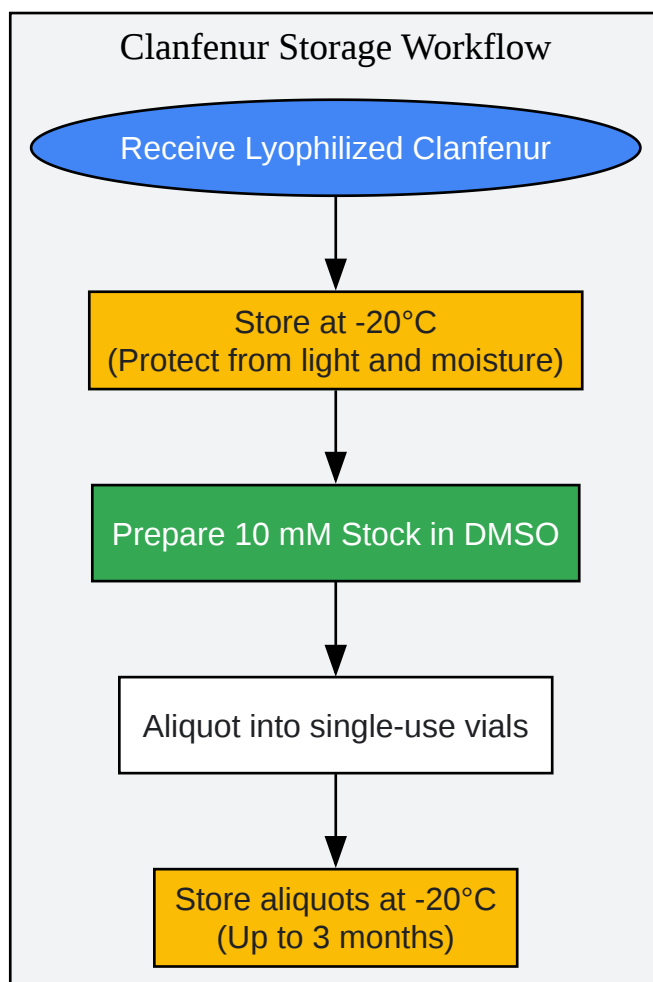 Clanfenur Storage Workflow
Receive Lyophilized Clanfenur
Store at -20°C
(Protect from light and moisture)
Prepare 10 mM Stock in DMSO
Aliquot into single-use vials
Store aliquots at -20°C
(Up to 3 months)